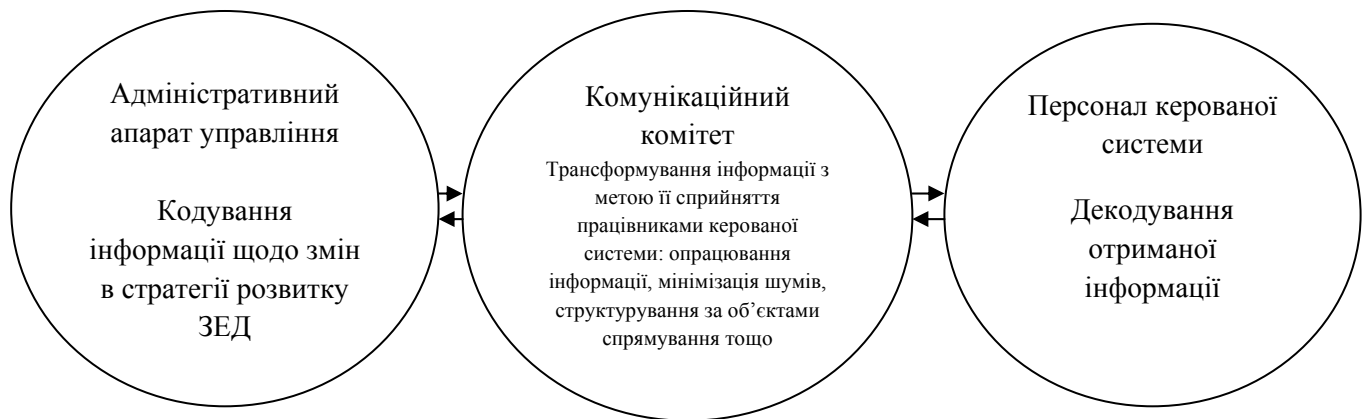 Адміністративний
апарат управління
Кодування
інформації щодо змін
в стратегії розвитку
ЗЕД
Комунікаційний
комітет
Трансформування інформації з
метою її сприйняття
працівниками керованої
системи: опрацювання
інформації, мінімізація шумів,
структурування за об’єктами
спрямування тощо
Персонал керованої
системи
Декодування
отриманої
інформації